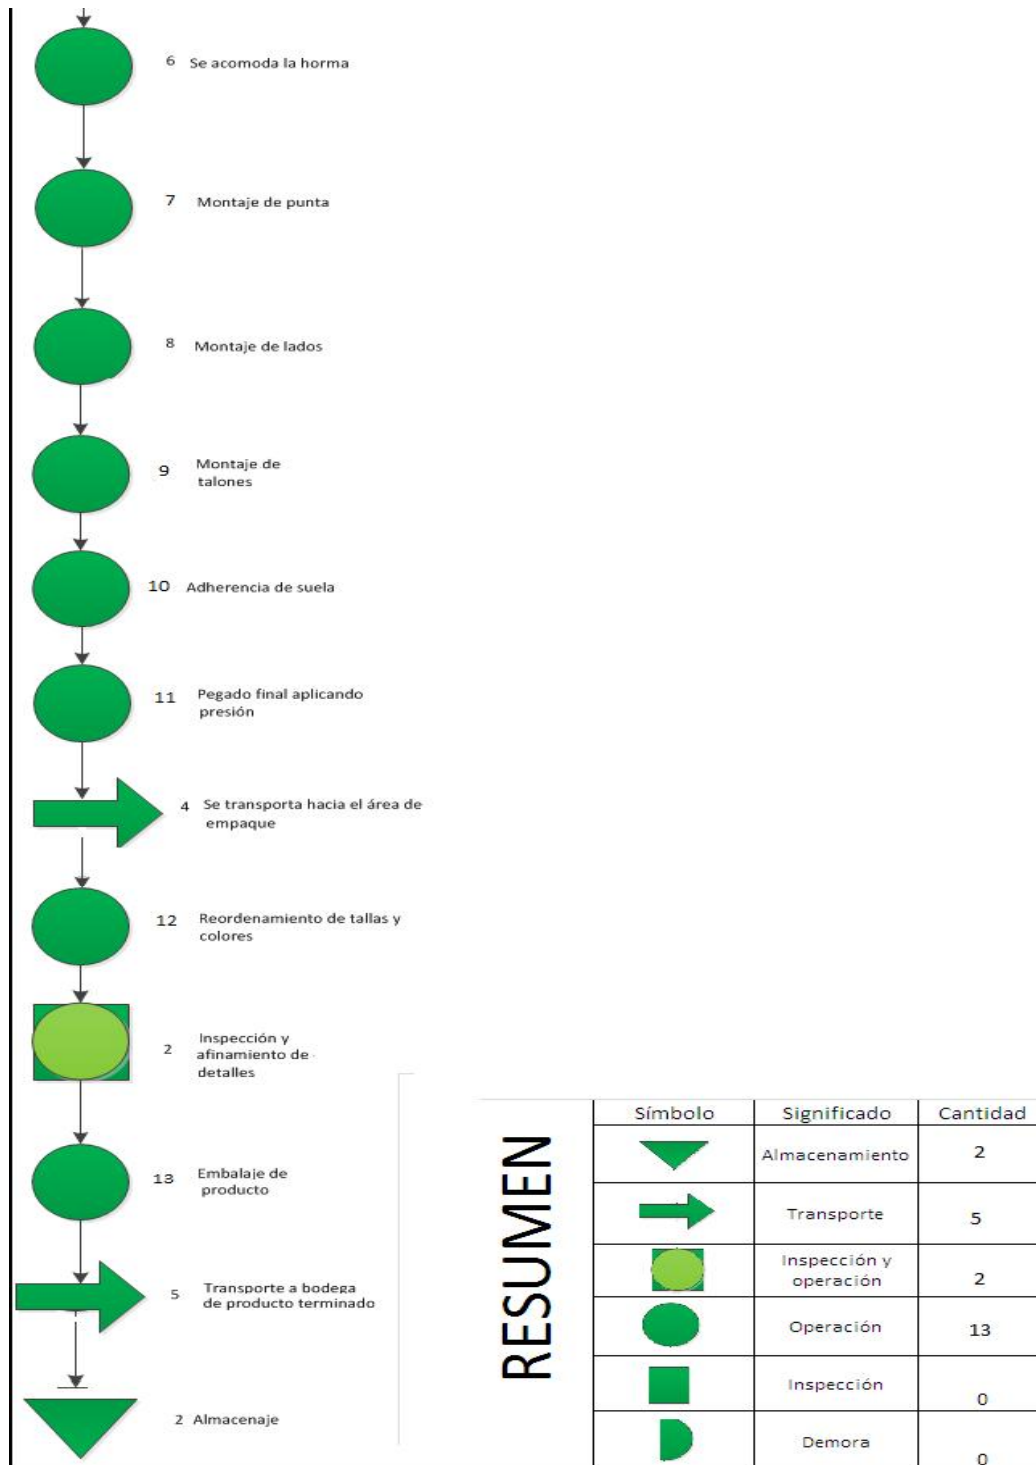 6 Se acomoda la horma
7 Montaje de punta
8 Montaje de lados
9 Montaje de
talones
10 Adherencia de suela
11 Pegado final aplicando
presión
4 Se transporta hacia el área de
empaque
12 Reordenamiento de tallas y
colores
2 Inspección y
afinamiento de
detalles
13 Embalaje de
producto
5 Transporte a bodega
de producto terminado
2 Almacenaje
RESUMEN
Símbolo Significado Cantidad
Almacenamiento 2
Transporte 5
Inspección y
operación 2
Operación 13
Inspección 0
Demora 0